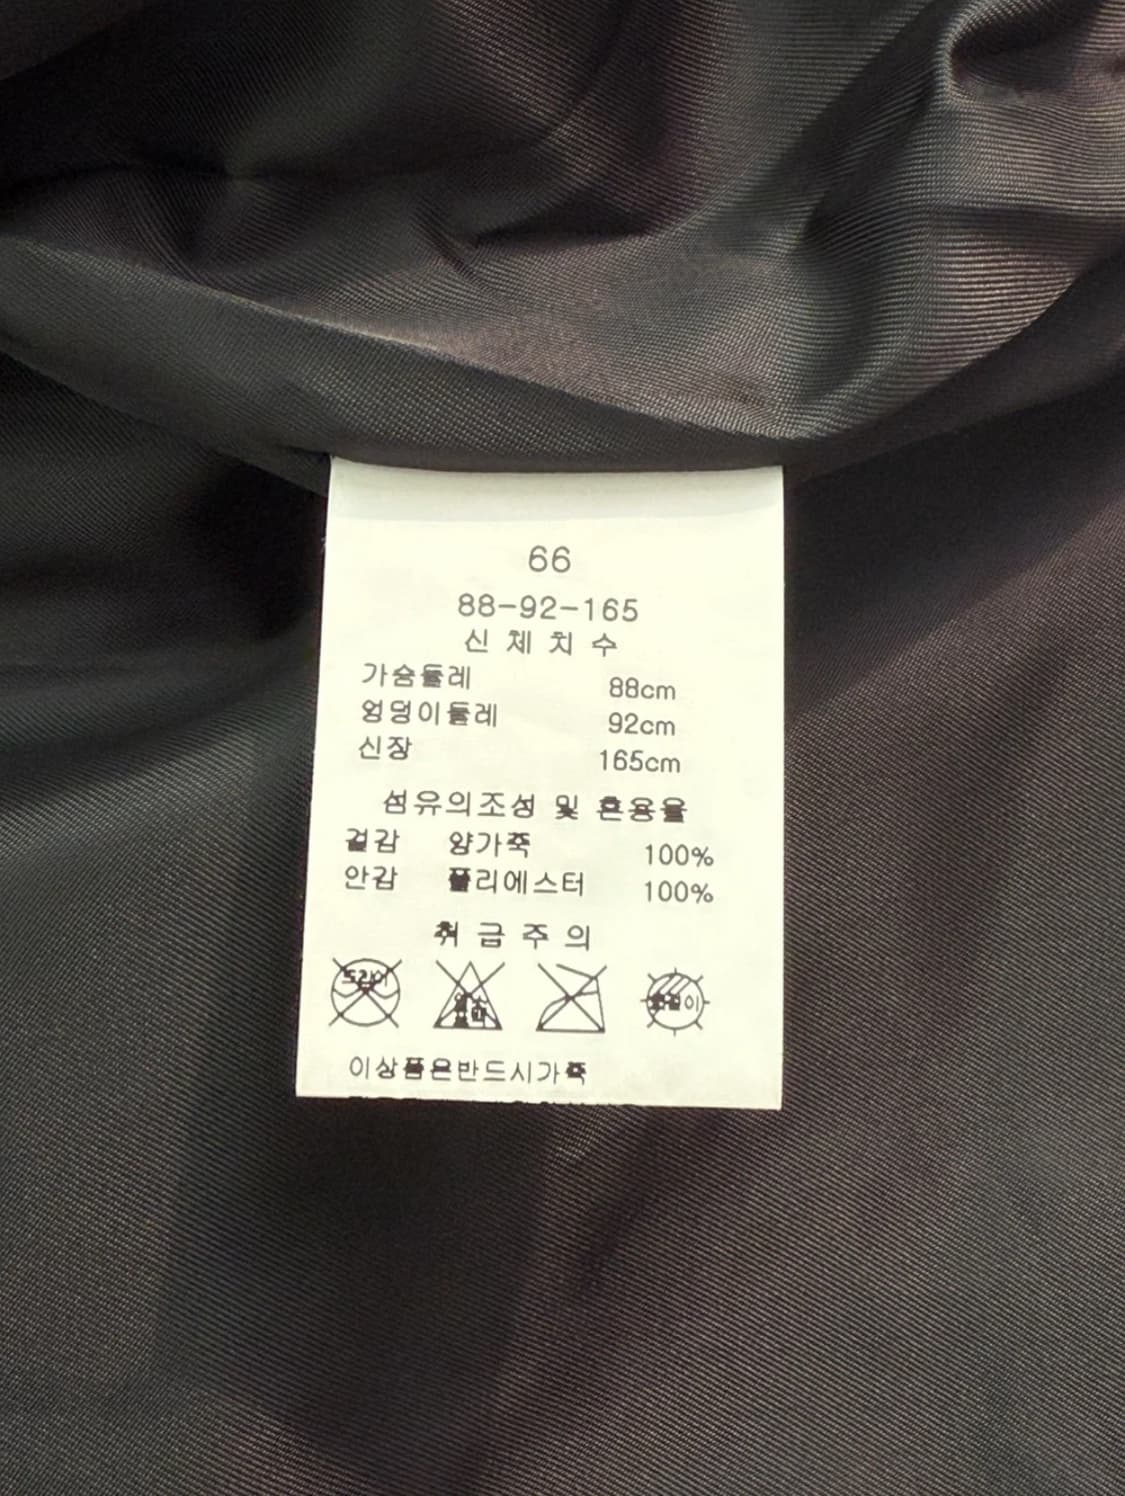 66
88-92-165
신 체 치 수
가슴둘레 88cm
엉덩이둘레 92cm
신장 165cm
섬유의조성 및 혼용율
겉감 양가죽 100%
안감 폴리에스터 100%
취 급 주 의
드라이
이상품은반드시가죽